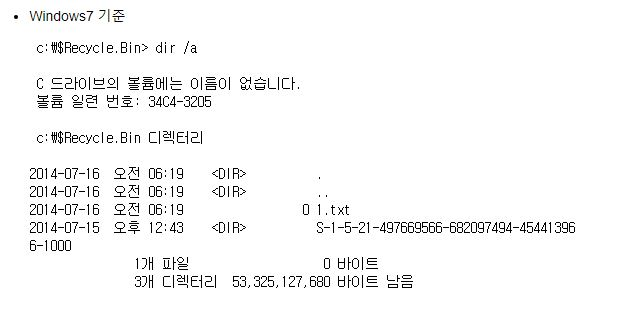 • Windows7 기준
c:\$Recycle.Bin> dir /a
C 드라이브의 볼륨에는 이름이 없습니다.
볼륨 일련 번호: 34C4-3205
c:\$Recycle.Bin 디렉터리
2014-07-16 오전 06:19 <DIR> .
2014-07-16 오전 06:19 <DIR> ..
2014-07-16 오전 06:19 0 1.txt
2014-07-15 오후 12:43 <DIR> S-1-5-21-497669566-682097494-45441396
6-1000
1개 파일 0 바이트
3개 디렉터리 53,325,127,680 바이트 남음